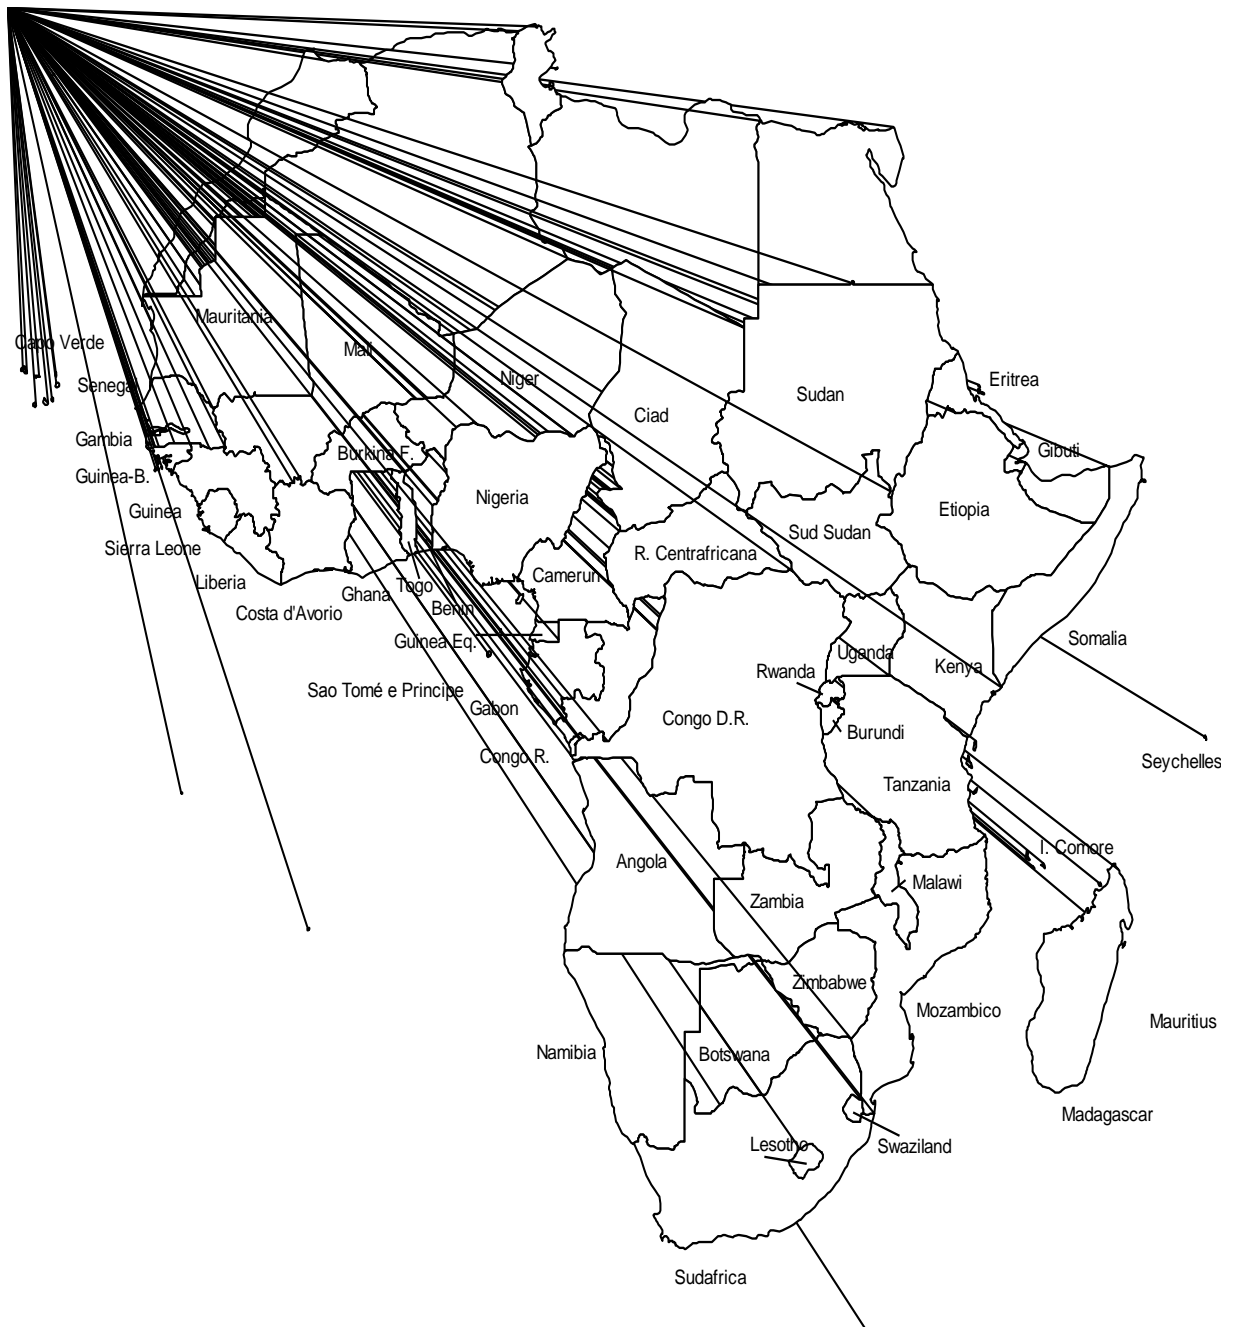 Mauritania
Capo Verde
Mali
Senegal
Niger
Eritrea
Sudan
Ciad
Gambia
Burkina F.
Gibuti
Guinea-B.
Nigeria
Etiopia
Guinea
Sud Sudan
Sierra Leone
R. Centrafricana
Liberia
Camerun
Ghana
Togo
Benin
Costa d'Avorio
Guinea Eq.
Somalia
Uganda
Kenya
Rwanda
Sao Tomé e Principe
Gabon
Congo D.R.
Burundi
Congo R.
Seychelles
Tanzania
I. Comore
Angola
Malawi
Zambia
Zimbabwe
Mozambico
Mauritius
Namibia
Botswana
Madagascar
Lesotho
Swaziland
Sudafrica